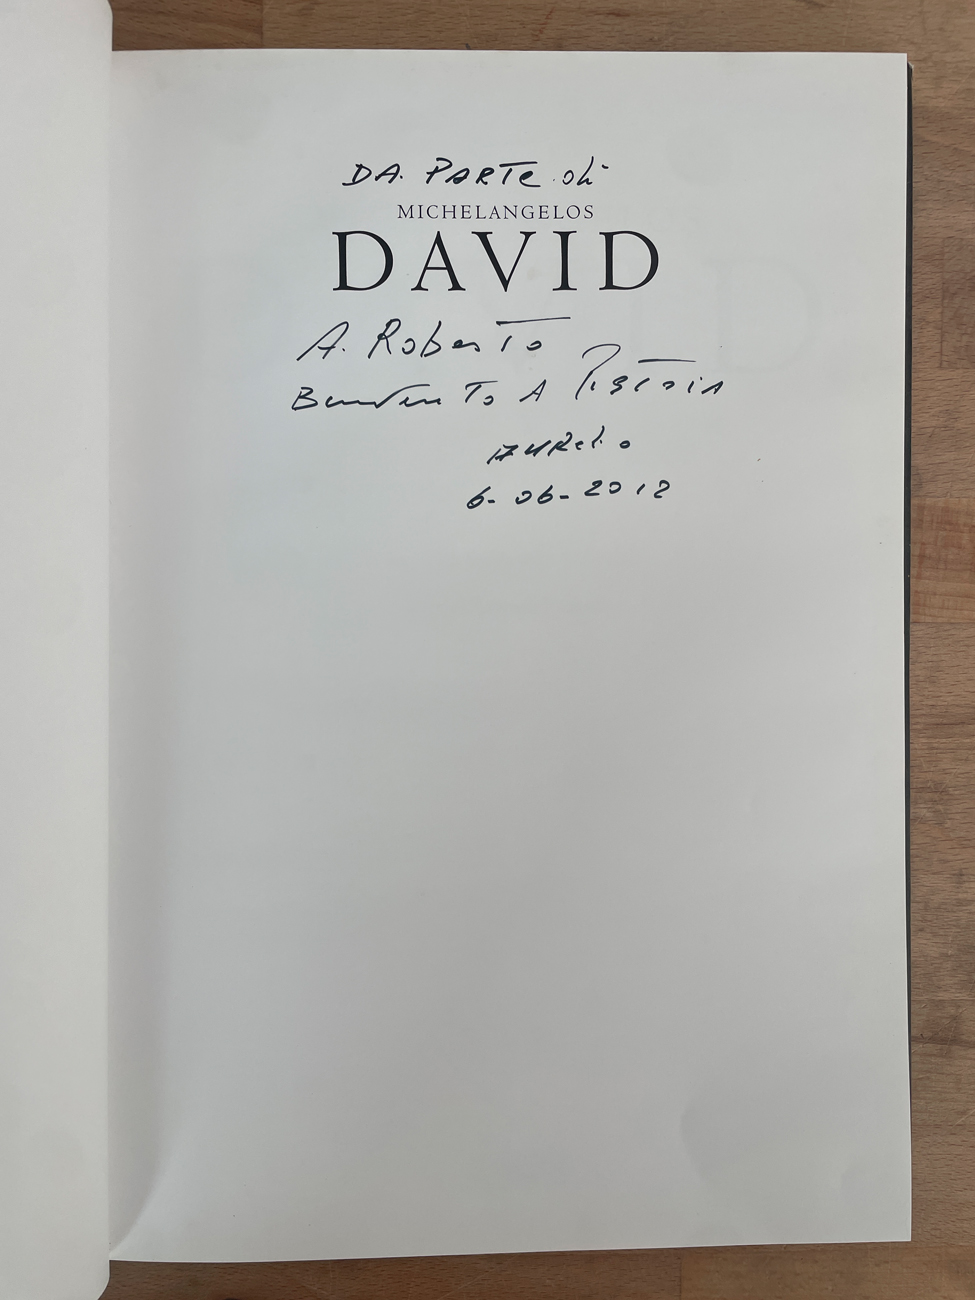 DA. PARTE di
MICHELANGELOS
DAVID
A. Roberto
Benvenuto A Pistoia
AURelio
6-06-2012